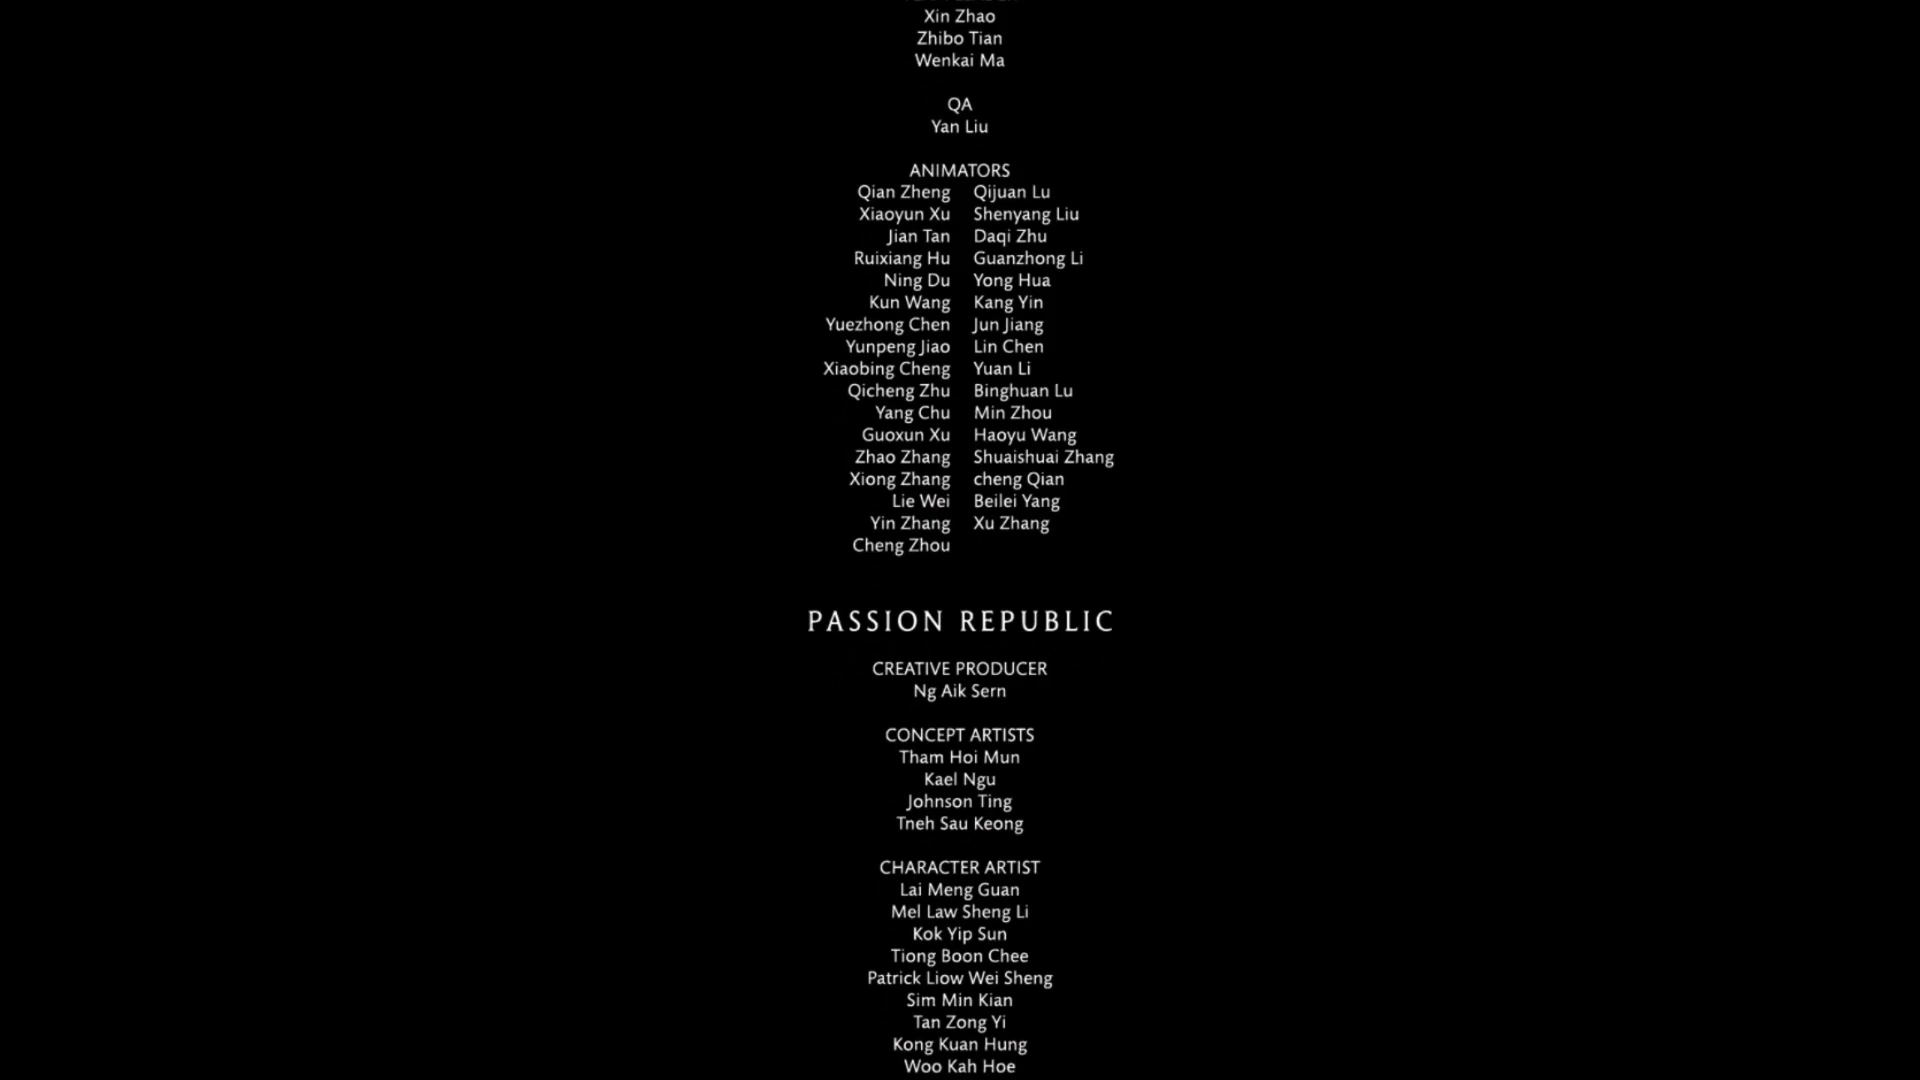 Xin Zhao
Zhibo Tian
Wenkai Ma
QA
Yan Liu
ANIMATORS
Qian Zheng Qijuan Lu
Xiaoyun Xu Shenyang Liu
Jian Tan Daqi Zhu
Ruixiang Hu Guanzhong Li
Ning Du Yong Hua
Kun Wang Kang Yin
Yuezhong Chen Jun Jiang
Yunpeng Jiao Lin Chen
Xiaobing Cheng Yuan Li
Qicheng Zhu Binghuan Lu
Yang Chu Min Zhou
Guoxun Xu Haoyu Wang
Zhao Zhang Shuaishuai Zhang
Xiong Zhang cheng Qian
Lie Wei Beilei Yang
Yin Zhang Xu Zhang
Cheng Zhou
PASSION REPUBLIC
CREATIVE PRODUCER
Ng Aik Sern
CONCEPT ARTISTS
Tham Hoi Mun
Kael Ngu
Johnson Ting
Tneh Sau Keong
CHARACTER ARTIST
Lai Meng Guan
Mel Law Sheng Li
Kok Yip Sun
Tiong Boon Chee
Patrick Liow Wei Sheng
Sim Min Kian
Tan Zong Yi
Kong Kuan Hung
Woo Kah Hoe